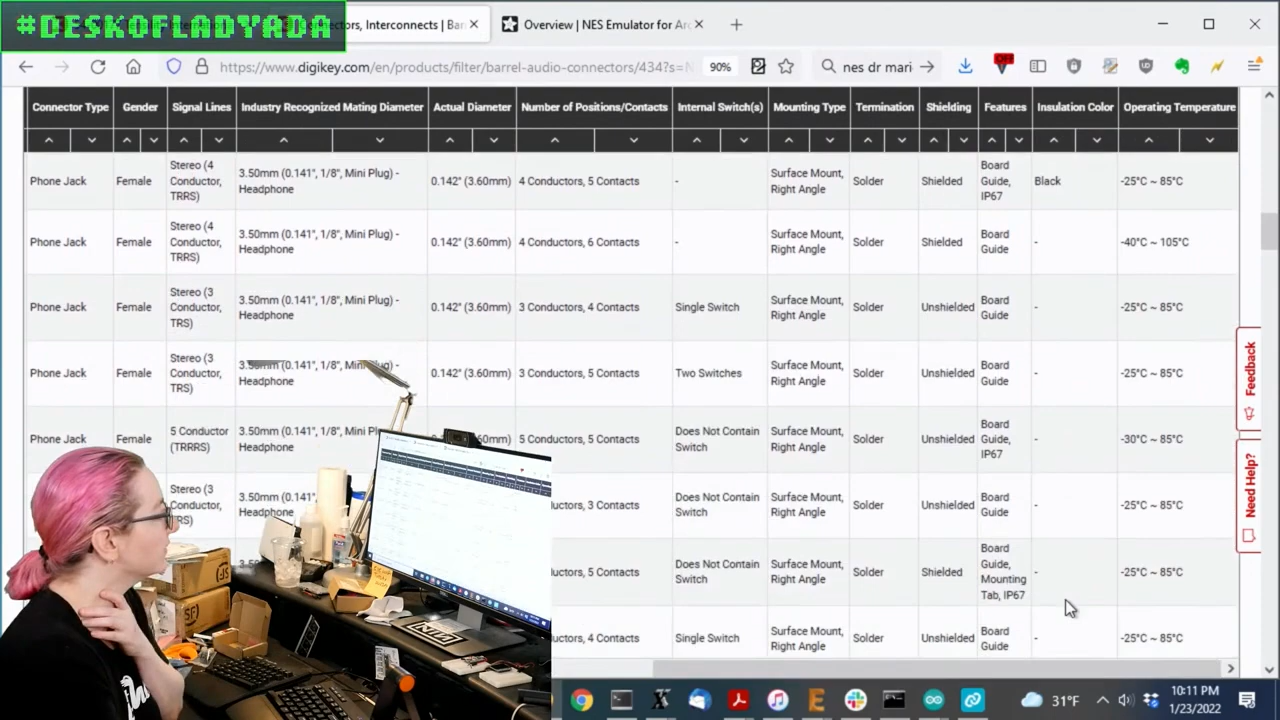 #DESKOFLADYADA
Connectors, Interconnects | Bar
Overview | NES Emulator for Arc
https://www.digikey.com/en/products/filter/barrel-audio-connectors/434?s=N
90%
nes dr mari
Connector Type Gender Signal Lines Industry Recognized Mating Diameter Actual Diameter Number of Positions/Contacts Internal Switch(s) Mounting Type Termination Shielding Features Insulation Color Operating Temperature
Phone Jack Female Stereo (4 Conductor, TRRS) 3.50mm (0.141", 1/8", Mini Plug) - Headphone 0.142" (3.60mm) 4 Conductors, 5 Contacts - Surface Mount, Right Angle Solder Shielded Board Guide, IP67 Black -25°C ~ 85°C
Phone Jack Female Stereo (4 Conductor, TRRS) 3.50mm (0.141", 1/8", Mini Plug) - Headphone 0.142" (3.60mm) 4 Conductors, 6 Contacts - Surface Mount, Right Angle Solder Shielded Board Guide - -40°C ~ 105°C
Phone Jack Female Stereo (3 Conductor, TRS) 3.50mm (0.141", 1/8", Mini Plug) - Headphone 0.142" (3.60mm) 3 Conductors, 4 Contacts Single Switch Surface Mount, Right Angle Solder Unshielded Board Guide - -25°C ~ 85°C
Phone Jack Female Stereo (3 Conductor, TRS) 3.50mm (0.141", 1/8", Mini Plug) - Headphone 0.142" (3.60mm) 3 Conductors, 5 Contacts Two Switches Surface Mount, Right Angle Solder Unshielded Board Guide - -25°C ~ 85°C
Phone Jack Female 5 Conductor (TRRRS) 3.50mm (0.141", 1/8", Mini Pl Headphone 60mm) 5 Conductors, 5 Contacts Does Not Contain Switch Surface Mount, Right Angle Solder Unshielded Board Guide, IP67 - -30°C ~ 85°C
Stereo (3 Conductor, RS) 3.50mm (0.141", Headphone uctors, 3 Contacts Does Not Contain Switch Surface Mount, Right Angle Solder Unshielded Board Guide - -25°C ~ 85°C
3.50 uctors, 5 Contacts Does Not Contain Switch Surface Mount, Right Angle Solder Shielded Board Guide, Mounting Tab, IP67 - -25°C ~ 85°C
uctors, 4 Contacts Single Switch Surface Mount, Right Angle Solder Unshielded Board Guide - -25°C ~ 85°C
Feedback
Need Help?
31°F
10:11 PM
1/23/2022